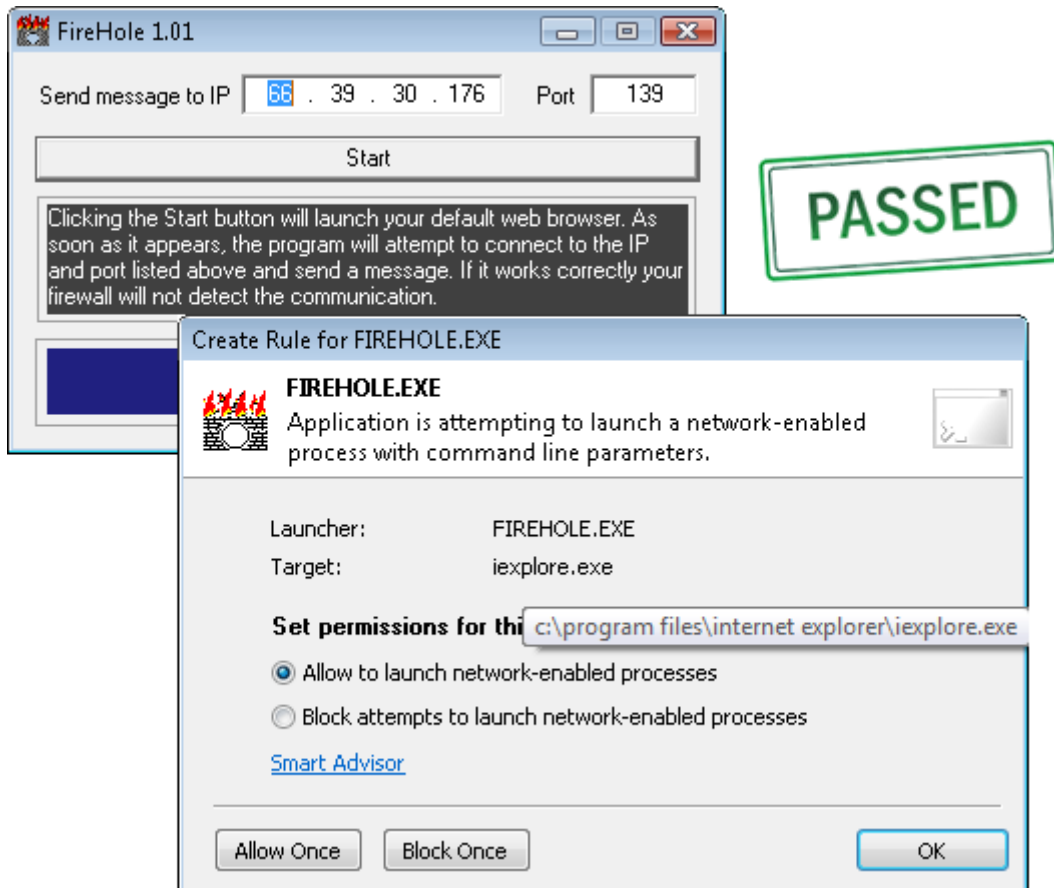 FireHole 1.01
Send message to IP 66 . 39 . 30 . 176 Port 139
Start
Clicking the Start button will launch your default web browser. As
soon as it appears, the program will attempt to connect to the IP
and port listed above and send a message. If it works correctly your
firewall will not detect the communication.
PASSED
Create Rule for FIREHOLE.EXE
FIREHOLE.EXE
Application is attempting to launch a network-enabled
process with command line parameters.
Launcher: FIREHOLE.EXE
Target: iexplore.exe
Set permissions for thi
c:\program files\internet explorer\iexplore.exe
Allow to launch network-enabled processes
Block attempts to launch network-enabled processes
Smart Advisor
Allow Once Block Once OK